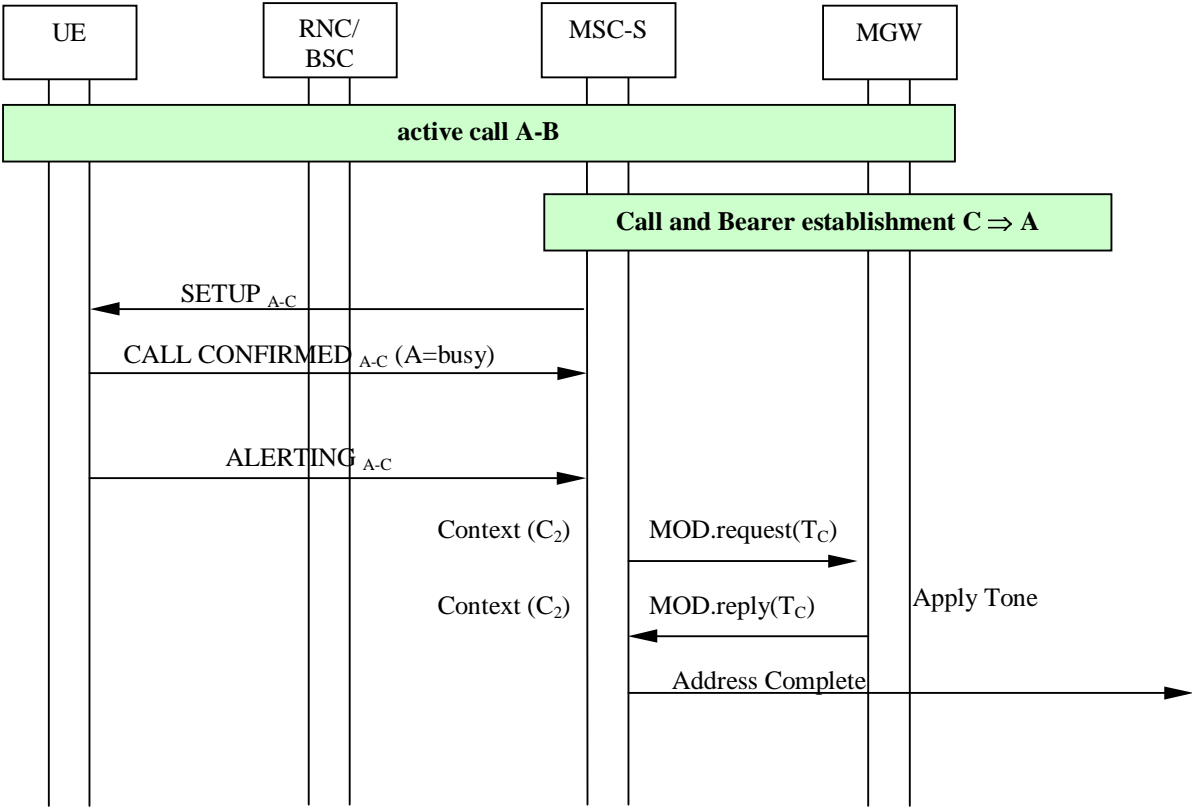 UE
RNC/
BSC
MSC-S
MGW
active call A-B
Call and Bearer establishment C ⇒ A
SETUP A-C
CALL CONFIRMED A-C (A=busy)
ALERTING A-C
Context (C2)
MOD.request(TC)
Context (C2)
MOD.reply(TC)
Apply Tone
Address Complete